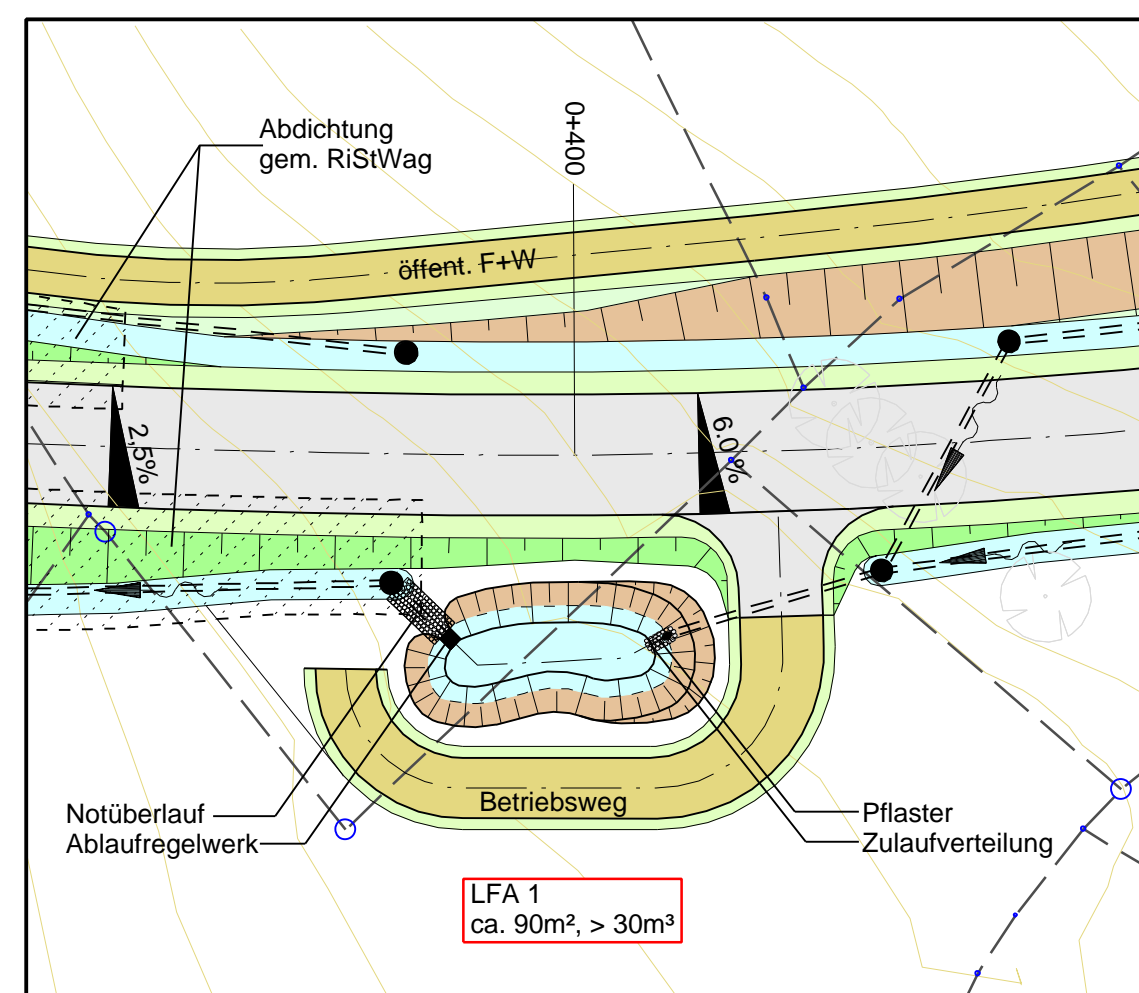 Abdichtung
gem. RiStWag
0+400
öffent. F+W
2,5%
6.0 %
Notüberlauf
Ablaufregelwerk
Betriebsweg
Pflaster
Zulaufverteilung
LFA 1
ca. 90m², > 30m³